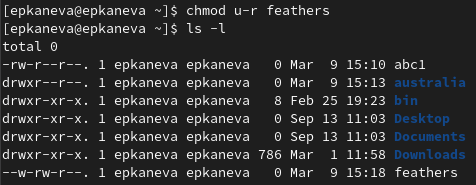 [epkaneva@epkaneva ~]$ chmod u-r feathers
[epkaneva@epkaneva ~]$ ls -l
total 0
-rw-r--r--. 1 epkaneva epkaneva   0 Mar  9 15:10 abc1
drwxr--r--. 1 epkaneva epkaneva   0 Mar  9 15:13 australia
drwxr-xr-x. 1 epkaneva epkaneva   8 Feb 25 19:23 bin
drwxr-xr-x. 1 epkaneva epkaneva   0 Sep 13 11:03 Desktop
drwxr-xr-x. 1 epkaneva epkaneva   0 Sep 13 11:03 Documents
drwxr-xr-x. 1 epkaneva epkaneva 786 Mar  1 11:58 Downloads
--w-rw-r--. 1 epkaneva epkaneva   0 Mar  9 15:18 feathers